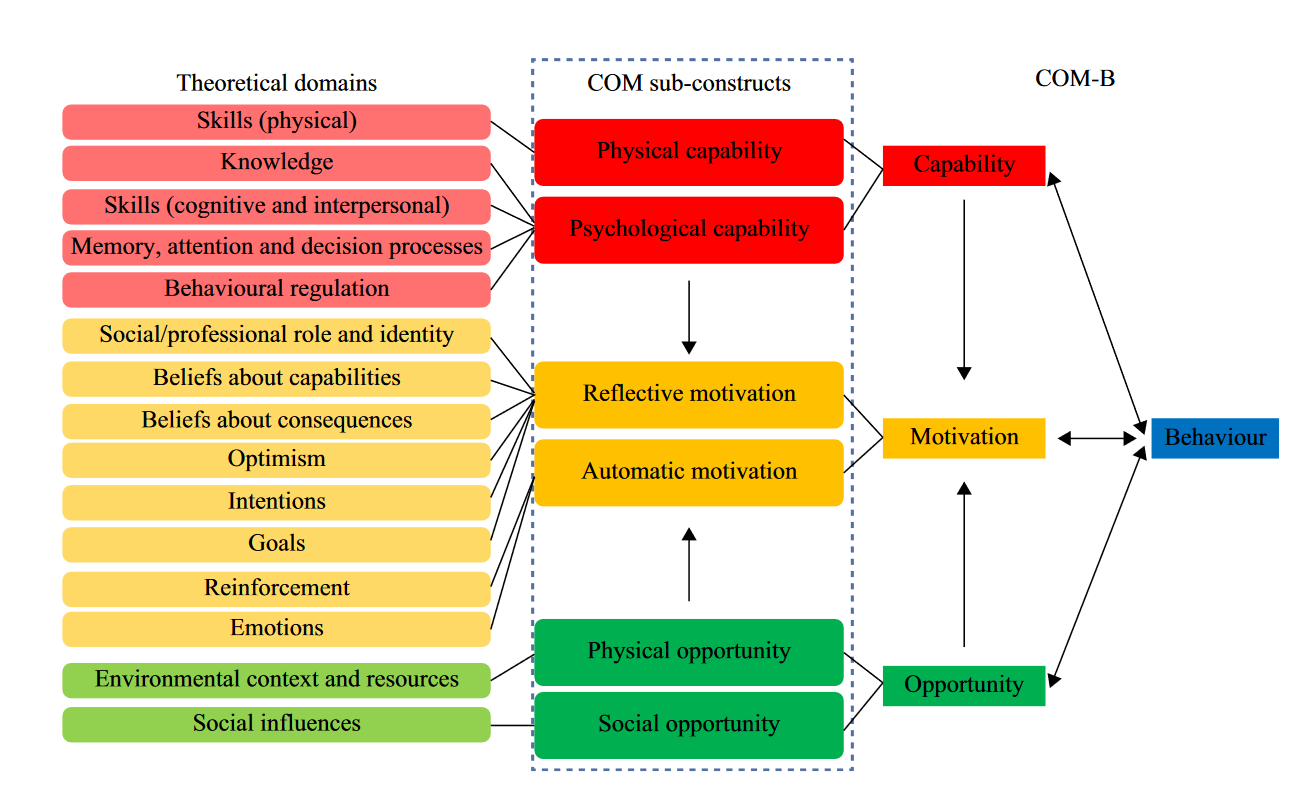 Theoretical domains
Skills (physical)
Knowledge
Skills (cognitive and interpersonal)
Memory, attention and decision processes
Behavioural regulation
Social/professional role and identity
Beliefs about capabilities
Beliefs about consequences
Optimism
Intentions
Goals
Reinforcement
Emotions
Environmental context and resources
Social influences
COM sub-constructs
Physical capability
Psychological capability
Reflective motivation
Automatic motivation
Physical opportunity
Social opportunity
COM-B
Capability
Motivation
Opportunity
Behaviour